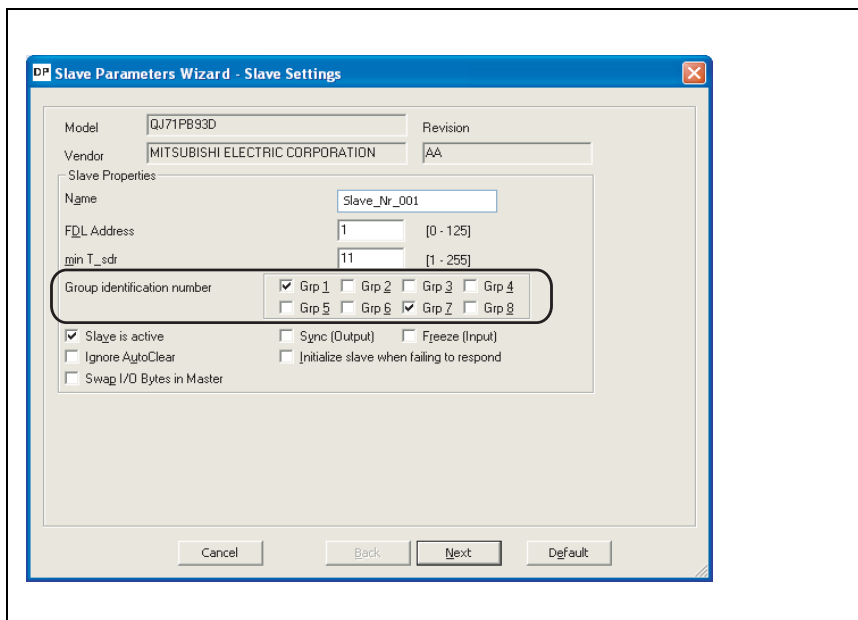 DP Slave Parameters Wizard - Slave Settings
Model QJ71PB93D Revision
Vendor MITSUBISHI ELECTRIC CORPORATION AA
Slave Properties
Name Slave_Nr_001
FDL Address 1 [0 - 125]
min T_sdr 11 [1 - 255]
Group identification number Grp 1 Grp 2 Grp 3 Grp 4
Grp 5 Grp 6 Grp 7 Grp 8
Slave is active Sync (Output) Freeze (Input)
Ignore AutoClear Initialize slave when failing to respond
Swap I/O Bytes in Master
Cancel Back Next Default